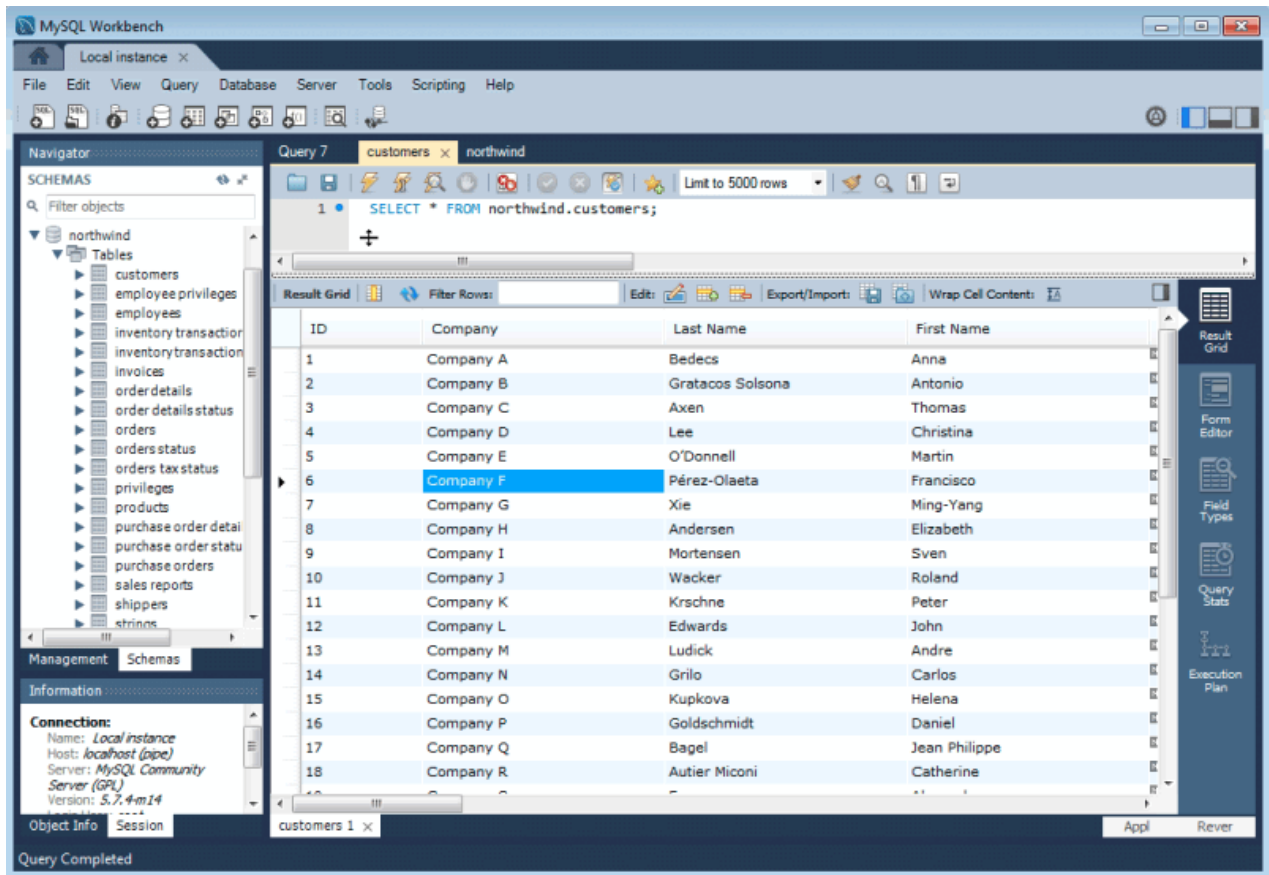 MySQL Workbench
Local instance
File Edit View Query Database Server Tools Scripting Help
Navigator
SCHEMAS
Filter objects
northwind
Tables
customers
employee privileges
employees
inventory transaction
inventory transaction
invoices
order details
order details status
orders
orders status
orders tax status
privileges
products
purchase order detai
purchase order statu
purchase orders
sales reports
shippers
strings
Management Schemas
Information
Connection:
Name: Local instance
Host: localhost (pipe)
Server: MySQL Community
Server (GPL)
Version: 5.7.4-m14
Object Info Session
Query 7 customers northwind
Limit to 5000 rows
1 SELECT * FROM northwind.customers;
Result Grid Filter Rows: Edit: Export/Import: Wrap Cell Content:
ID Company Last Name First Name
1 Company A Bedecs Anna
2 Company B Gratacos Solsona Antonio
3 Company C Axen Thomas
4 Company D Lee Christina
5 Company E O'Donnell Martin
6 Company F Pérez-Olaeta Francisco
7 Company G Xie Ming-Yang
8 Company H Andersen Elizabeth
9 Company I Mortensen Sven
10 Company J Wacker Roland
11 Company K Krschne Peter
12 Company L Edwards John
13 Company M Ludick Andre
14 Company N Grilo Carlos
15 Company O Kupkova Helena
16 Company P Goldschmidt Daniel
17 Company Q Bagel Jean Philippe
18 Company R Autier Miconi Catherine
Result
Grid
Form
Editor
Field
Types
Query
Stats
Execution
Plan
customers 1
Appl Rever
Query Completed